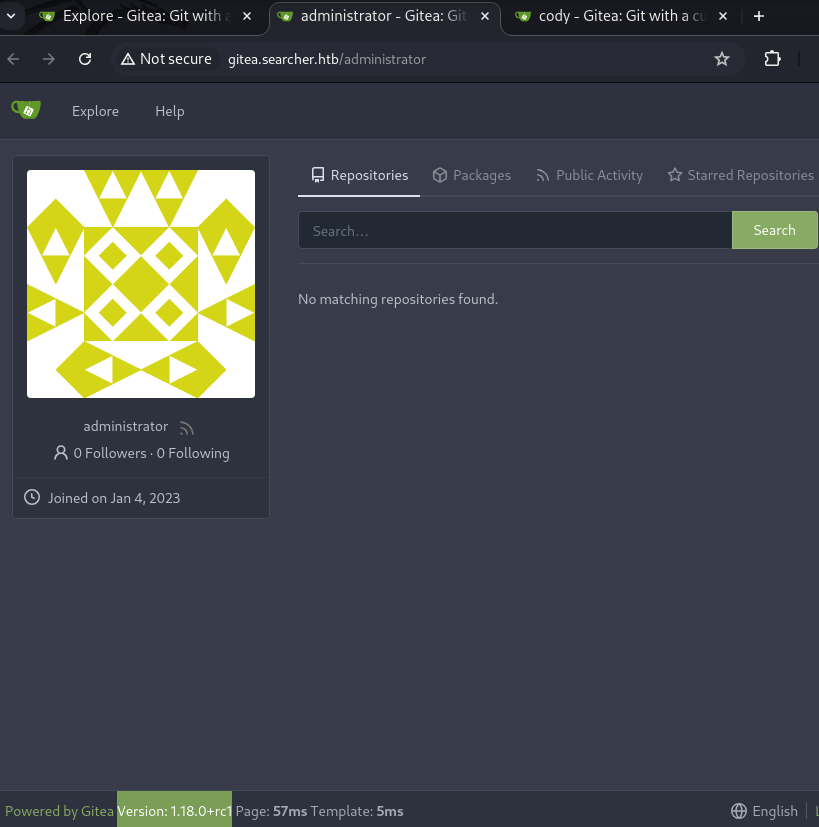 Explore - Gitea: Git with a
administrator - Gitea: Git
cody - Gitea: Git with a cu
Not secure gitea.searcher.htb/administrator
Explore Help
Repositories Packages Public Activity Starred Repositories
Search...
Search
No matching repositories found.
administrator
0 Followers · 0 Following
Joined on Jan 4, 2023
Powered by Gitea Version: 1.18.0+rc1 Page: 57ms Template: 5ms
English